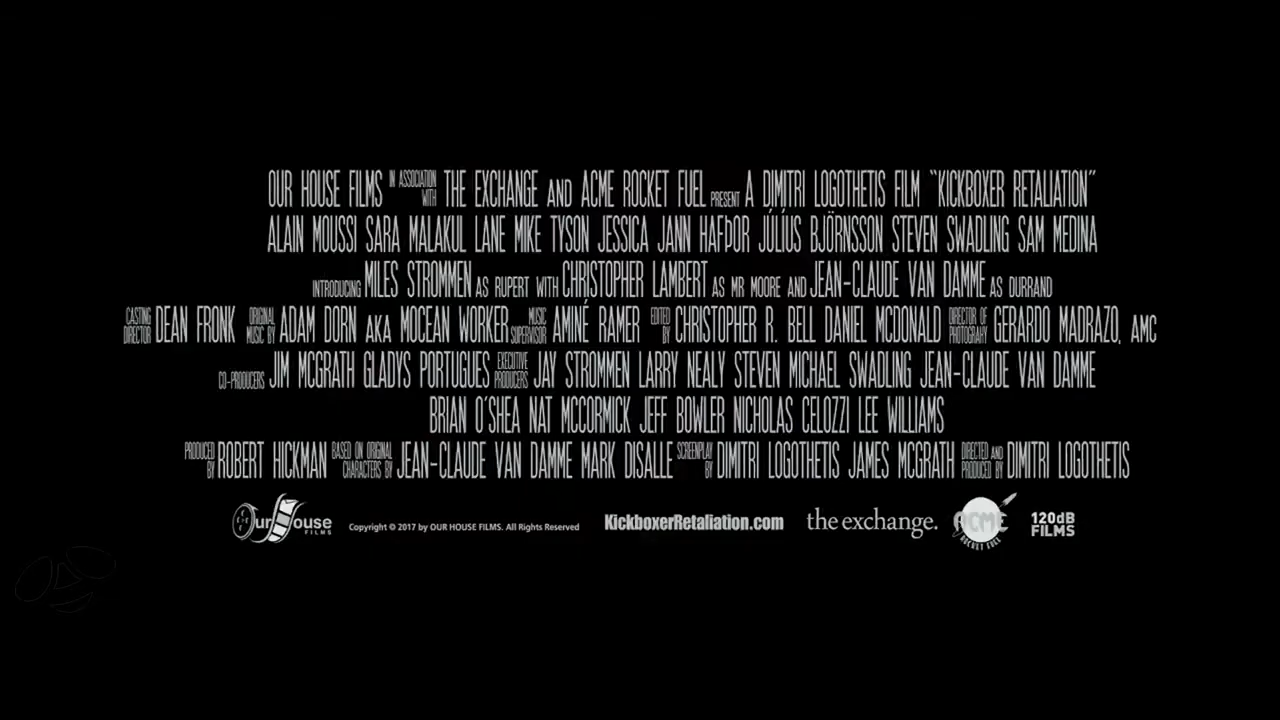 OUR HOUSE FILMS IN ASSOCIATION WITH THE EXCHANGE AND ACME ROCKET FUEL PRESENT A DIMITRI LOGOTHETIS FILM “KICKBOXER RETALIATION”
ALAIN MOUSSI SARA MALAKUL LANE MIKE TYSON JESSICA JANN HAFÞOR JÚLÍUS BJÖRNSSON STEVEN SWADLING SAM MEDINA
INTRODUCING MILES STROMMEN AS RUPERT WITH CHRISTOPHER LAMBERT AS MR MOORE AND JEAN-CLAUDE VAN DAMME AS DURRAND
CASTING DIRECTOR DEAN FRONK ORIGINAL MUSIC BY ADAM DORN AKA MOCEAN WORKER MUSIC SUPERVISOR AMINÉ RAMER EDITED BY CHRISTOPHER R. BELL DANIEL MCDONALD DIRECTOR OF PHOTOGRAHY GERARDO MADRAZO, AMC
CO-PRODUCERS JIM MCGRATH GLADYS PORTUGUES EXECUTIVE PRODUCERS JAY STROMMEN LARRY NEALY STEVEN MICHAEL SWADLING JEAN-CLAUDE VAN DAMME
BRIAN O'SHEA NAT MCCORMICK JEFF BOWLER NICHOLAS CELOZZI LEE WILLIAMS
PRODUCED BY ROBERT HICKMAN BASED ON ORIGINAL CHARACTERS BY JEAN-CLAUDE VAN DAMME MARK DISALLE SCREENPLAY BY DIMITRI LOGOTHETIS JAMES MCGRATH DIRECTED AND PRODUCED BY DIMITRI LOGOTHETIS
Our House FILMS Copyright © 2017 by OUR HOUSE FILMS. All Rights Reserved KickboxerRetaliation.com the exchange. ACME ROCKET FUEL 120dB FILMS